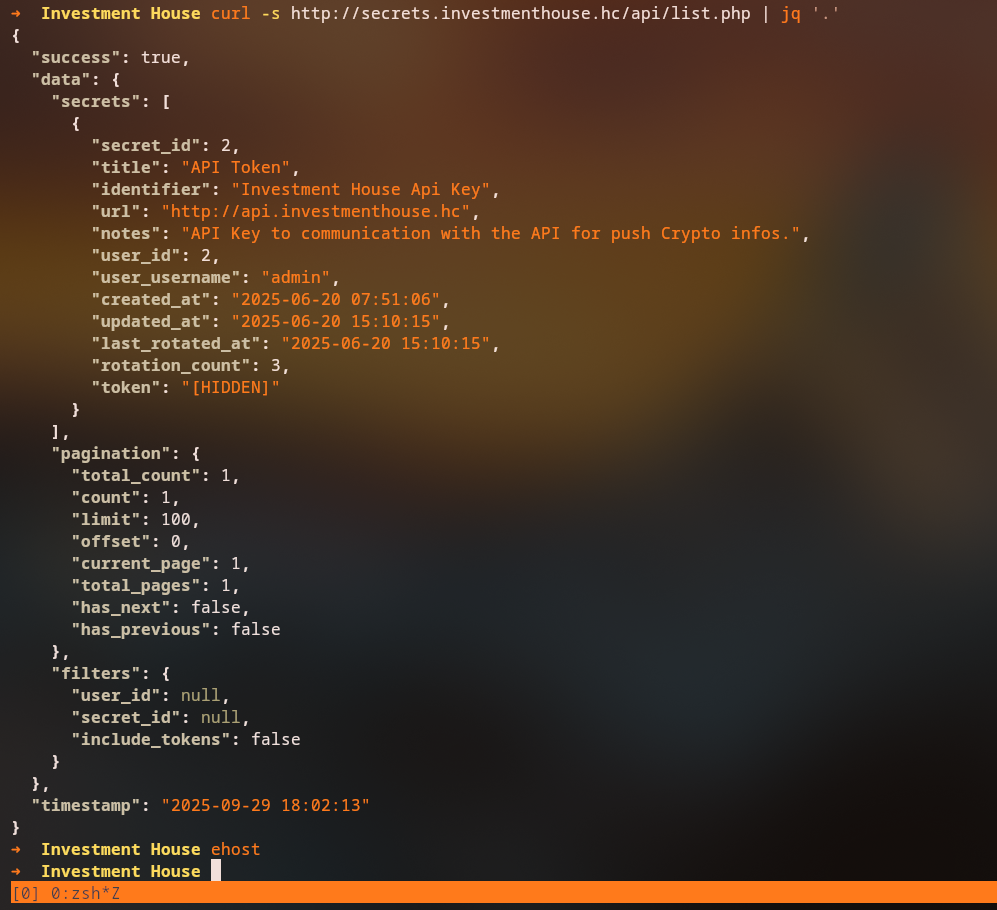 ➜  Investment House curl -s http://secrets.investmenthouse.hc/api/list.php | jq '.'
{
  "success": true,
  "data": {
    "secrets": [
      {
        "secret_id": 2,
        "title": "API Token",
        "identifier": "Investment House Api Key",
        "url": "http://api.investmenthouse.hc",
        "notes": "API Key to communication with the API for push Crypto infos.",
        "user_id": 2,
        "user_username": "admin",
        "created_at": "2025-06-20 07:51:06",
        "updated_at": "2025-06-20 15:10:15",
        "last_rotated_at": "2025-06-20 15:10:15",
        "rotation_count": 3,
        "token": "[HIDDEN]"
      }
    ],
    "pagination": {
      "total_count": 1,
      "count": 1,
      "limit": 100,
      "offset": 0,
      "current_page": 1,
      "total_pages": 1,
      "has_next": false,
      "has_previous": false
    },
    "filters": {
      "user_id": null,
      "secret_id": null,
      "include_tokens": false
    }
  },
  "timestamp": "2025-09-29 18:02:13"
}
➜  Investment House ehost
➜  Investment House
[0] 0:zsh*Z